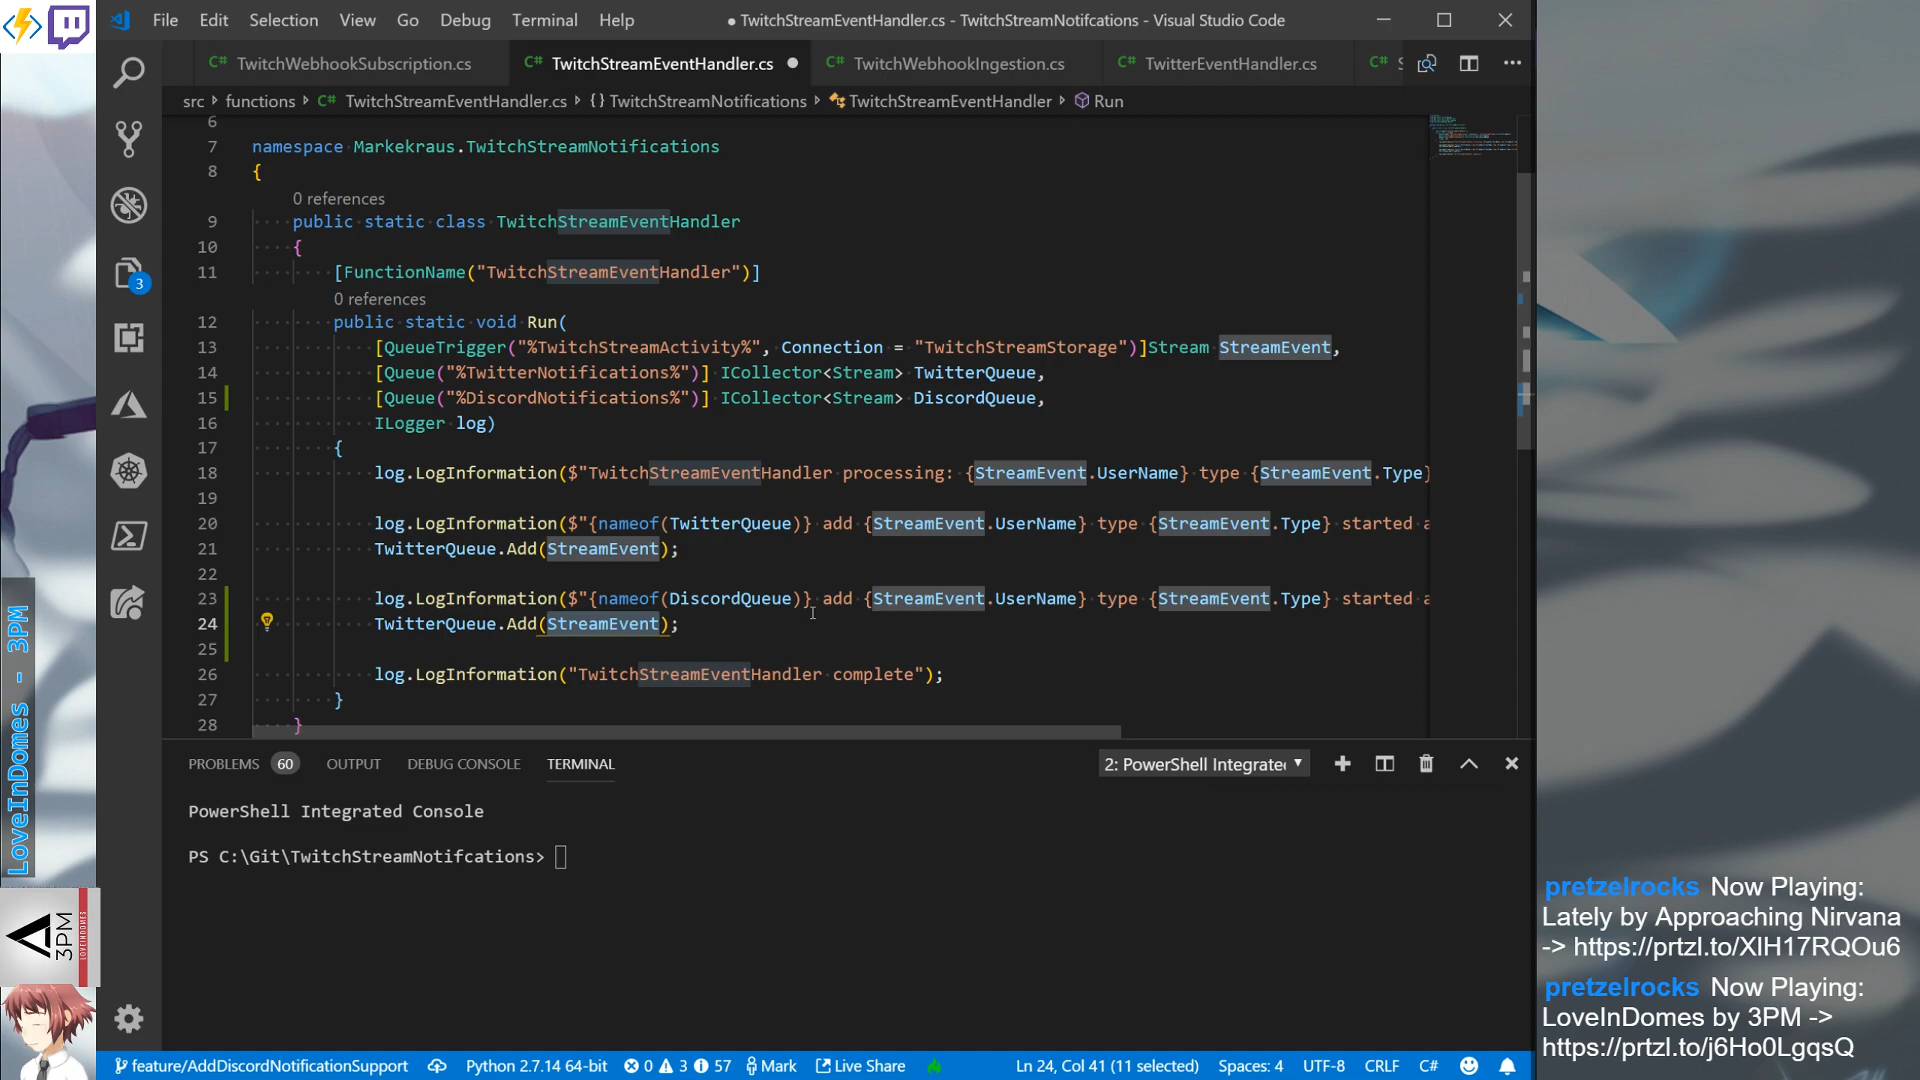 File Edit Selection View Go Debug Terminal Help
● TwitchStreamEventHandler.cs - TwitchStreamNotifcations - Visual Studio Code
C# TwitchWebhookSubscription.cs
C# TwitchStreamEventHandler.cs ●
C# TwitchWebhookIngestion.cs
C# TwitterEventHandler.cs
C#
src > functions > C# TwitchStreamEventHandler.cs > {} TwitchStreamNotifications > TwitchStreamEventHandler > Run
6
7 namespace Markekraus.TwitchStreamNotifications
8 {
0 references
9 public static class TwitchStreamEventHandler
10 {
11 [FunctionName("TwitchStreamEventHandler")]
0 references
12 public static void Run(
13 [QueueTrigger("%TwitchStreamActivity%", Connection = "TwitchStreamStorage")]Stream StreamEvent,
14 [Queue("%TwitterNotifications%")] ICollector<Stream> TwitterQueue,
15 [Queue("%DiscordNotifications%")] ICollector<Stream> DiscordQueue,
16 ILogger log)
17 {
18 log.LogInformation($"TwitchStreamEventHandler processing: {StreamEvent.UserName} type {StreamEvent.Type}
19
20 log.LogInformation($"{nameof(TwitterQueue)} add {StreamEvent.UserName} type {StreamEvent.Type} started a
21 TwitterQueue.Add(StreamEvent);
22
23 log.LogInformation($"{nameof(DiscordQueue)} add {StreamEvent.UserName} type {StreamEvent.Type} started a
24 TwitterQueue.Add(StreamEvent);
25
26 log.LogInformation("TwitchStreamEventHandler complete");
27 }
28 }
3
PROBLEMS 60 OUTPUT DEBUG CONSOLE TERMINAL
2: PowerShell Integrate
PowerShell Integrated Console
PS C:\Git\TwitchStreamNotifcations>
feature/AddDiscordNotificationSupport Python 2.7.14 64-bit 0 3 57 Mark Live Share Ln 24, Col 41 (11 selected) Spaces: 4 UTF-8 CRLF C#
LoveInDomes - 3PM
3PM
LOVEINDOMES
pretzelrocks Now Playing:
Lately by Approaching Nirvana
-> https://prtzl.to/XlH17RQOu6
pretzelrocks Now Playing:
LoveInDomes by 3PM ->
https://prtzl.to/j6Ho0LgqsQ